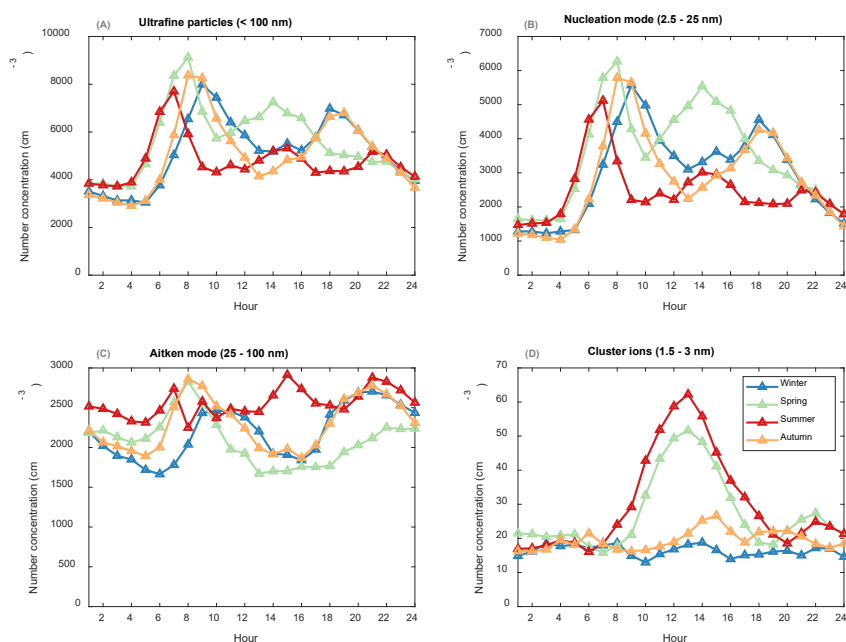 (A) Ultrafine particles (< 100 nm)
10000
8000
6000
4000
2000
0
Number concentration (cm
-3
)
2 4 6 8 10 12 14 16 18 20 22 24
Hour
(B) Nucleation mode (2.5 - 25 nm)
7000
6000
5000
4000
3000
2000
1000
0
Number concentration (cm
-3
)
2 4 6 8 10 12 14 16 18 20 22 24
Hour
(C) Aitken mode (25 - 100 nm)
3000
2500
2000
1500
1000
500
0
Number concentration (cm
-3
)
2 4 6 8 10 12 14 16 18 20 22 24
Hour
(D) Cluster ions (1.5 - 3 nm)
70
60
50
40
30
20
10
0
Number concentration (cm
-3
)
2 4 6 8 10 12 14 16 18 20 22 24
Hour
Winter
Spring
Summer
Autumn